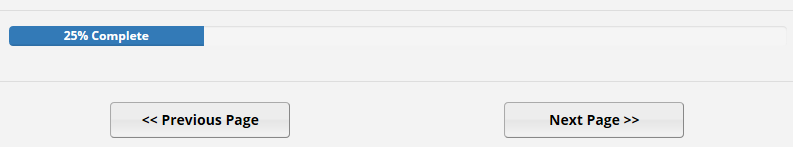 25% Complete
<< Previous Page
Next Page >>